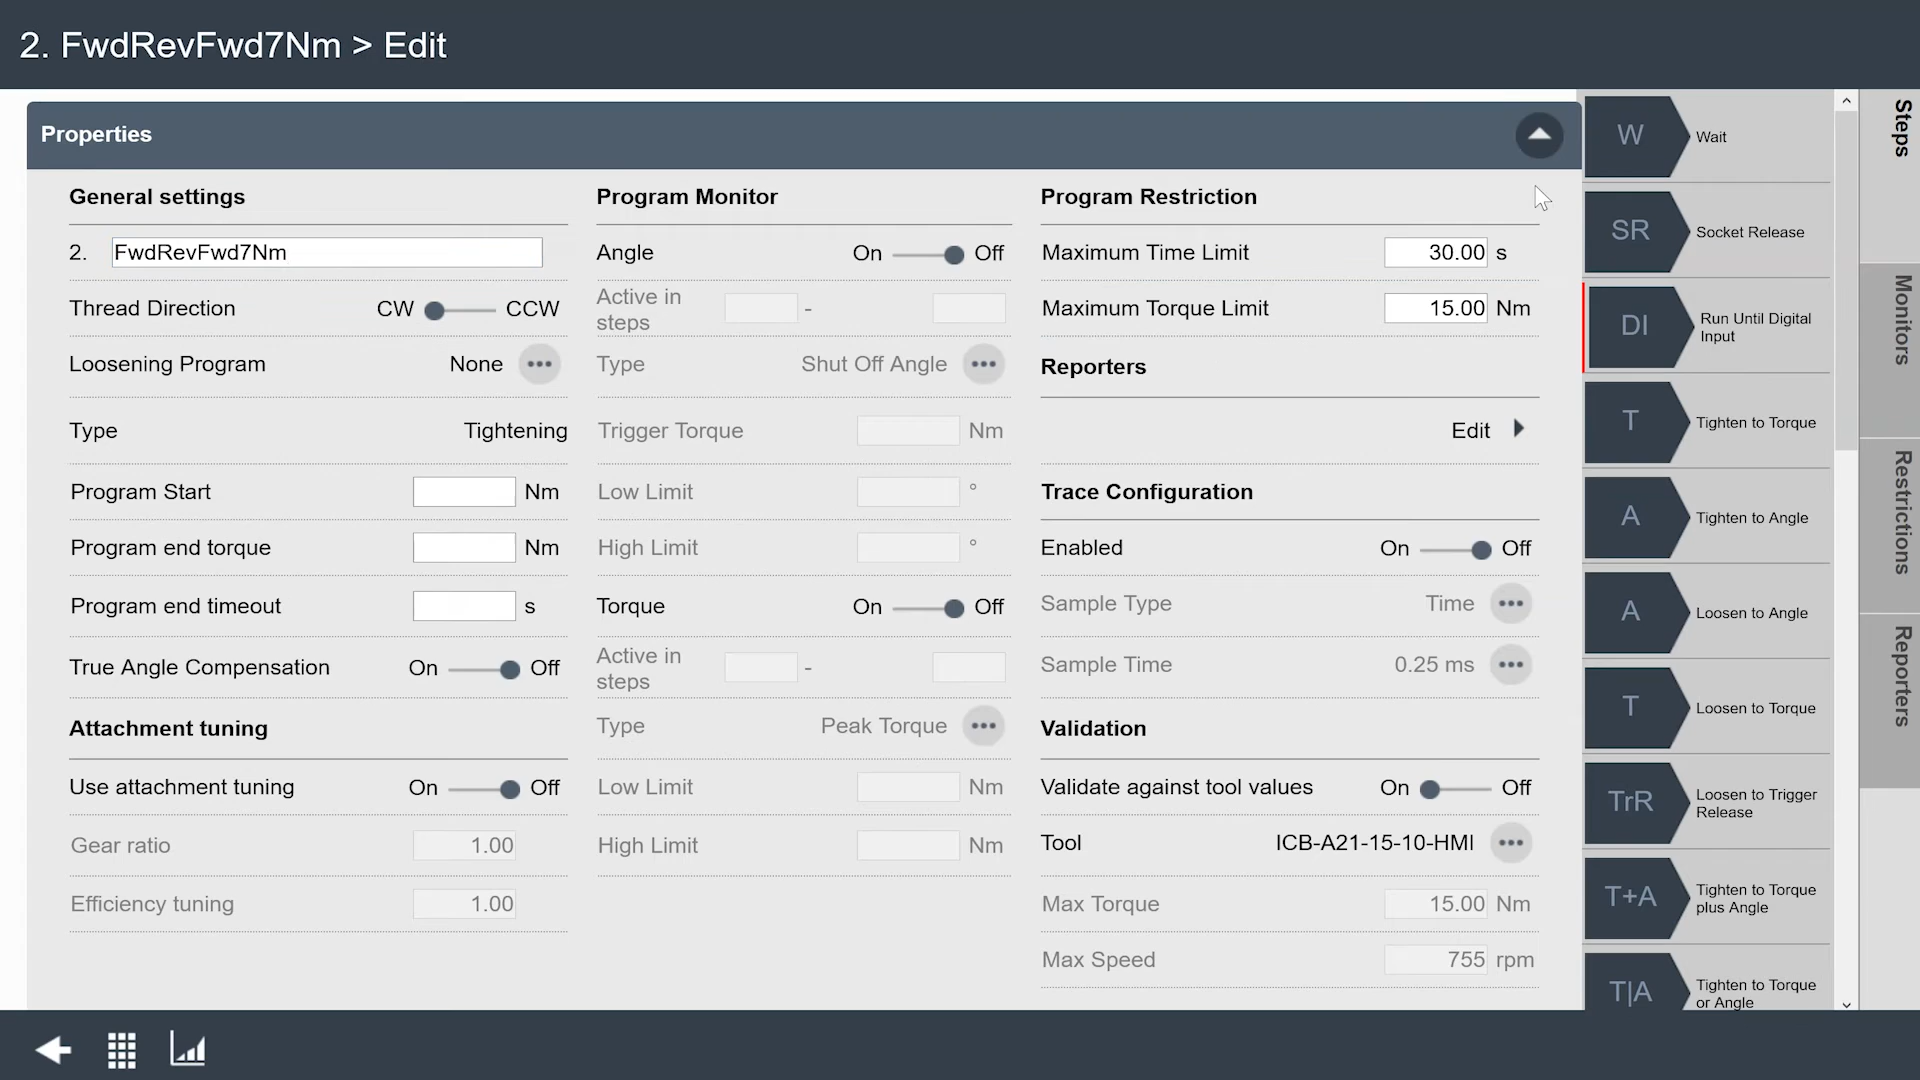 2. FwdRevFwd7Nm > Edit
Properties
General settings
2. FwdRevFwd7Nm
Thread Direction CW CCW
Loosening Program None
Type Tightening
Program Start Nm
Program end torque Nm
Program end timeout s
True Angle Compensation On Off
Attachment tuning
Use attachment tuning On Off
Gear ratio 1.00
Efficiency tuning 1.00
Program Monitor
Angle On Off
Active in
steps -
Type Shut Off Angle
Trigger Torque Nm
Low Limit °
High Limit °
Torque On Off
Active in
steps -
Type Peak Torque
Low Limit Nm
High Limit Nm
Program Restriction
Maximum Time Limit 30.00 s
Maximum Torque Limit 15.00 Nm
Reporters
Edit
Trace Configuration
Enabled On Off
Sample Type Time
Sample Time 0.25 ms
Validation
Validate against tool values On Off
Tool ICB-A21-15-10-HMI
Max Torque 15.00 Nm
Max Speed 755 rpm
W Wait
SR Socket Release
DI Run Until Digital
Input
T Tighten to Torque
A Tighten to Angle
A Loosen to Angle
T Loosen to Torque
TrR Loosen to Trigger
Release
T+A Tighten to Torque
plus Angle
T|A Tighten to Torque
or Angle
Steps
Monitors
Restrictions
Reporters